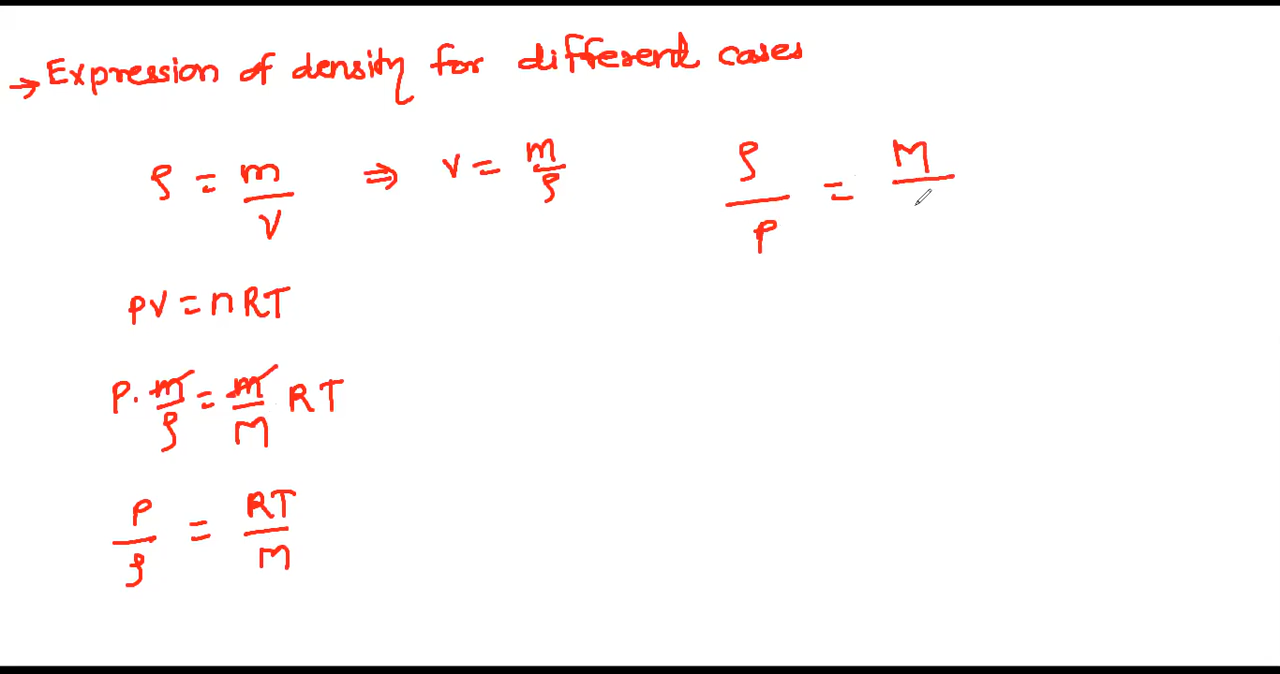 → Expression of density for different cases
ρ = m/V ⇒ V = m/ρ
PV = nRT
P. m/ρ = m/M RT
P/ρ = RT/M
ρ/P = M/